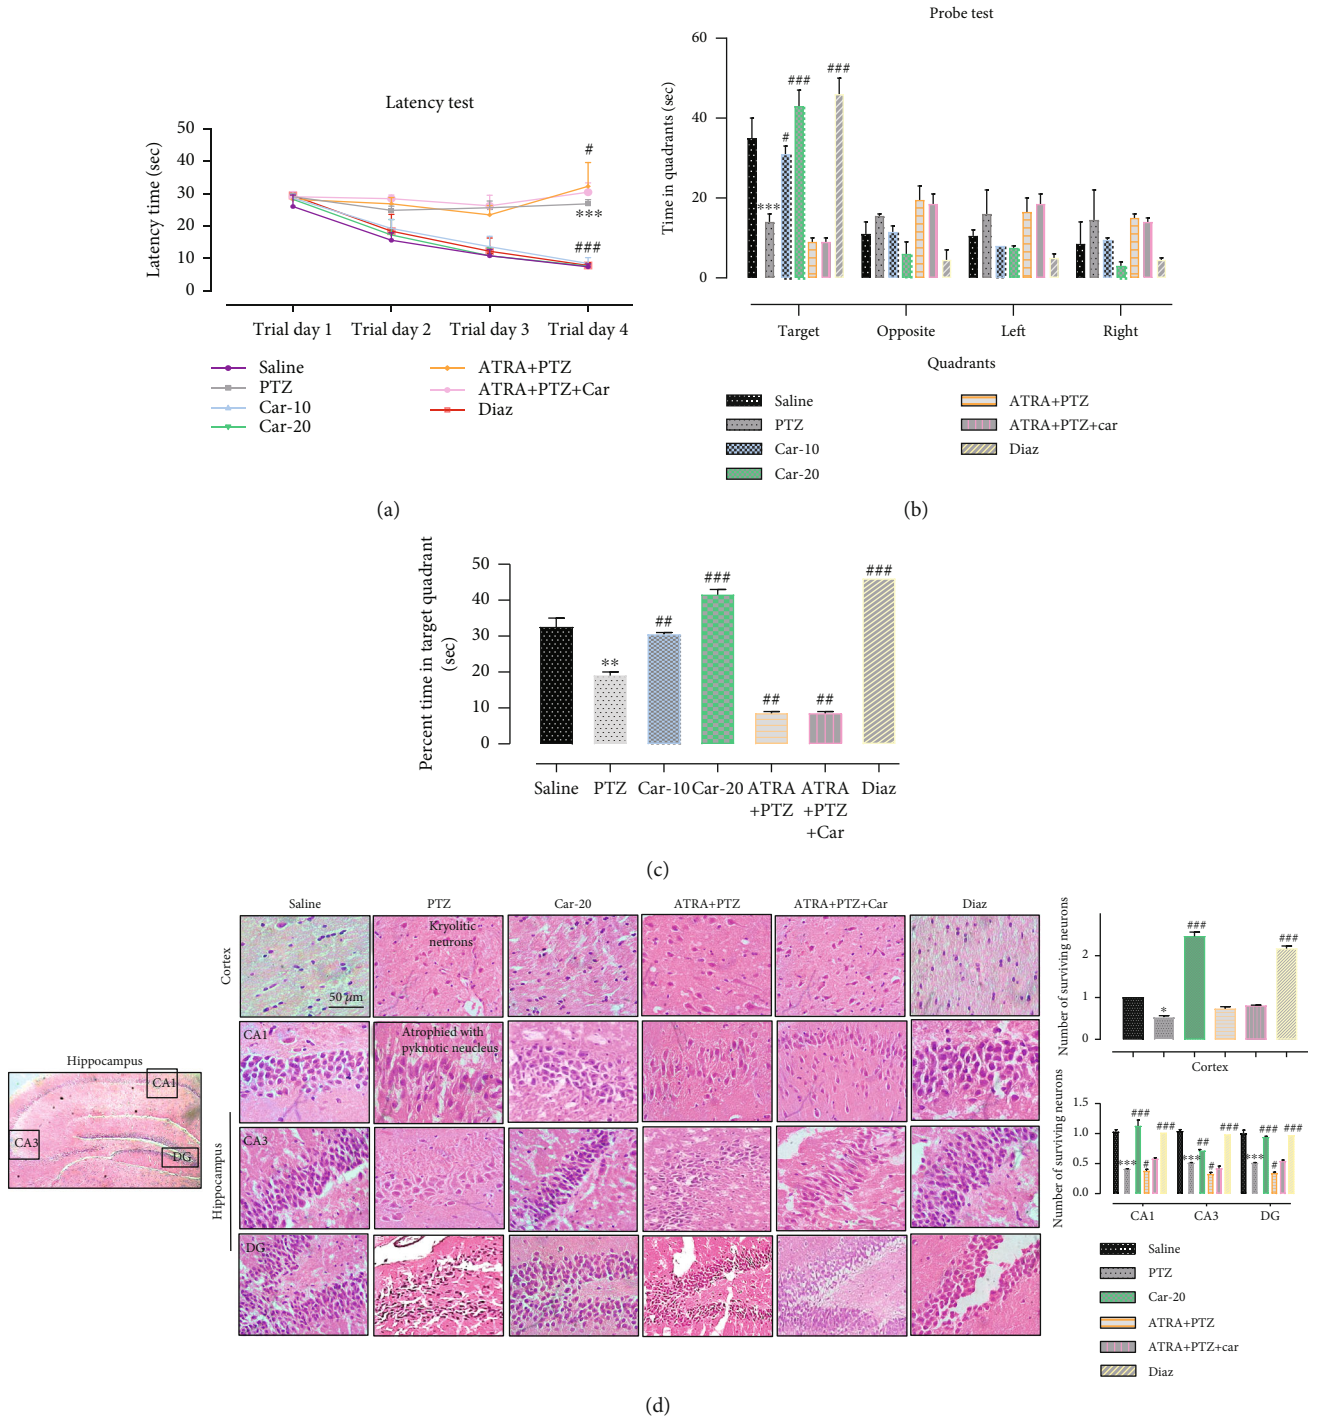 Latency test
Latency time (sec)
50
40
30
20
10
0
#
***
###
Trial day 1 Trial day 2 Trial day 3 Trial day 4
Saline
PTZ
Car-10
Car-20
ATRA+PTZ
ATRA+PTZ+Car
Diaz
(a)
Probe test
Time in quadrants (sec)
60
40
20
0
***
#
###
###
Target Opposite Left Right
Quadrants
Saline
PTZ
Car-10
Car-20
ATRA+PTZ
ATRA+PTZ+car
Diaz
(b)
Percent time in target quadrant
(sec)
50
40
30
20
10
0
**
##
###
##
##
###
Saline PTZ Car-10 Car-20 ATRA ATRA Diaz
+PTZ +PTZ
+Car
(c)
Saline PTZ Car-20 ATRA+PTZ ATRA+PTZ+Car Diaz
Cortex
50 μm
Kryolitic
neurons
CA1
Atrophied with
pyknotic neucleus
Hippocampus
CA1
CA3
DG
Hippocampus
CA3
DG
Number of surviving neurons
2
1
0
*
###
###
Cortex
Number of surviving neurons
1.5
1.0
0.5
0.0
***
###
#
###
***
##
#
###
***
###
#
###
CA1 CA3 DG
Saline
PTZ
Car-20
ATRA+PTZ
ATRA+PTZ+car
Diaz
(d)